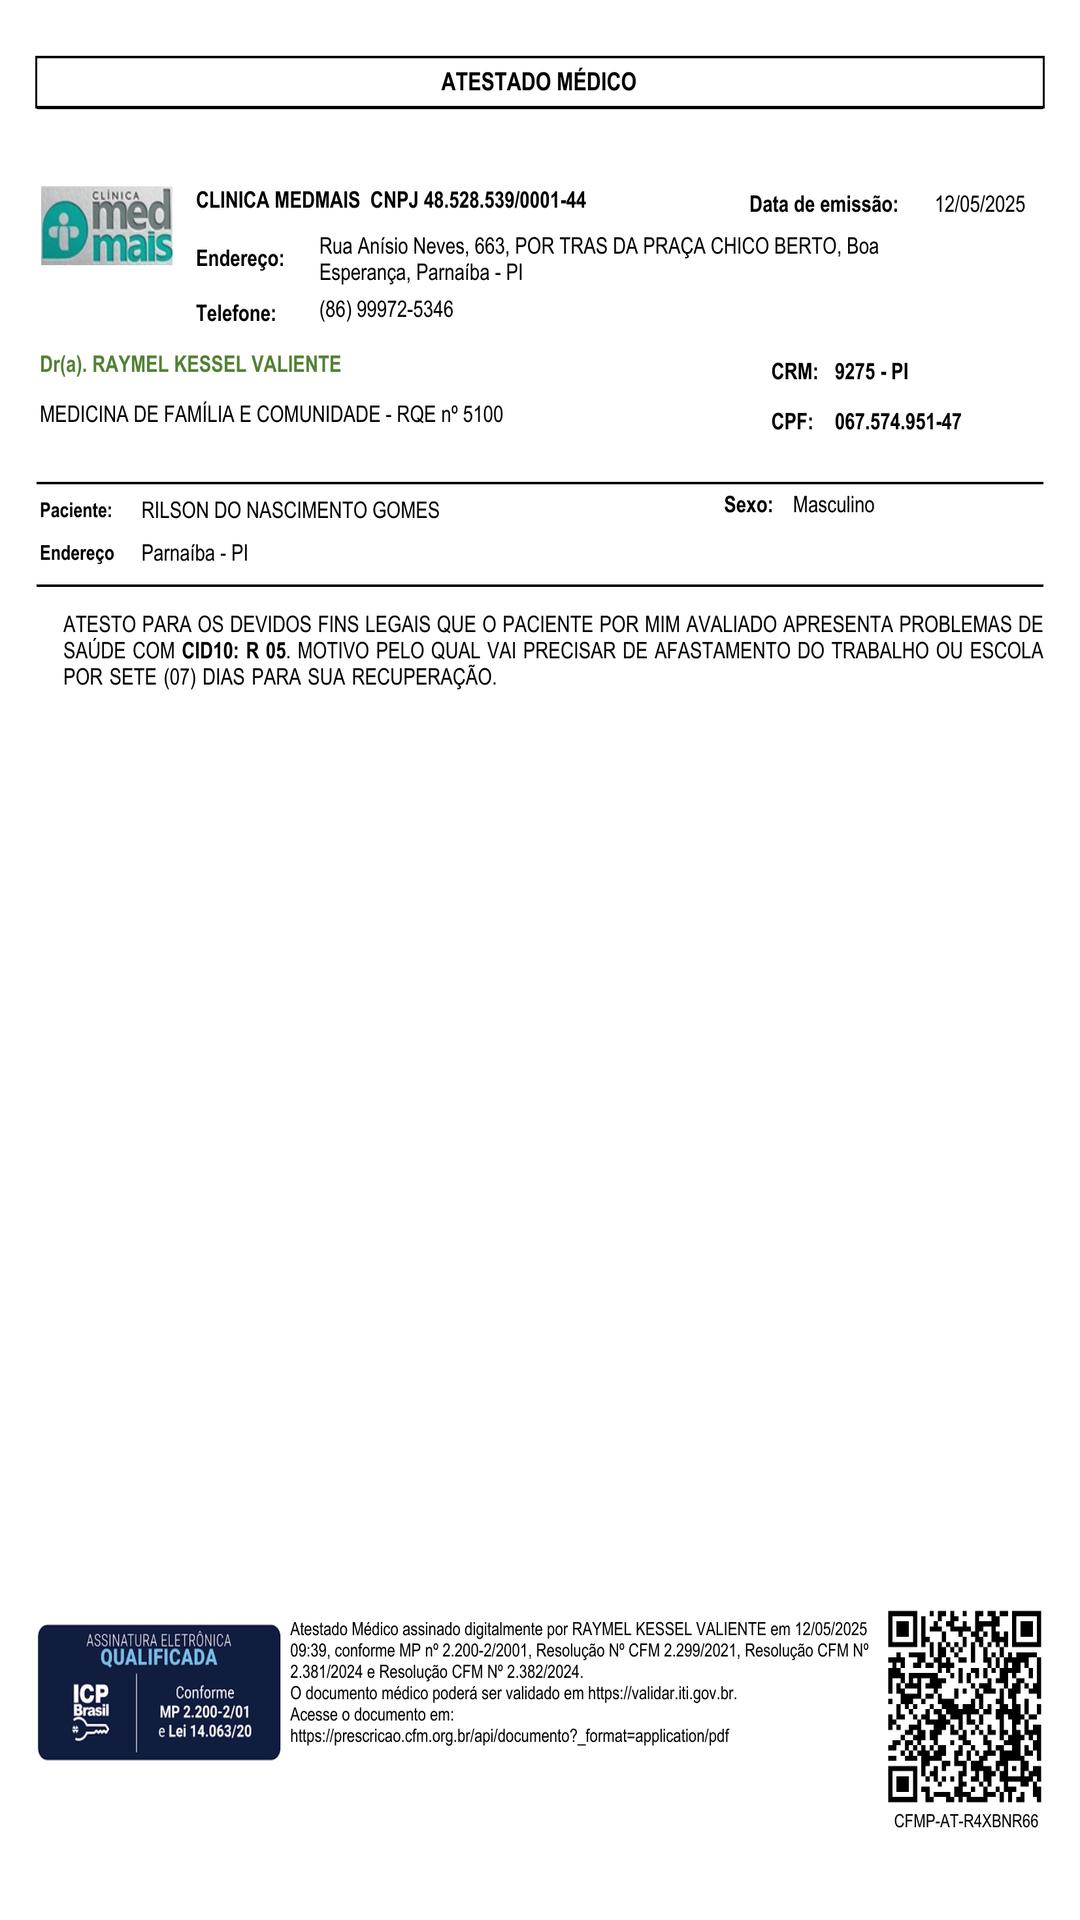 ATESTADO MÉDICO
CLÍNICA
med
mais
CLINICA MEDMAIS CNPJ 48.528.539/0001-44
Data de emissão: 12/05/2025
Endereço: Rua Anísio Neves, 663, POR TRAS DA PRAÇA CHICO BERTO, Boa
Esperança, Parnaíba - PI
Telefone: (86) 99972-5346
Dr(a). RAYMEL KESSEL VALIENTE
CRM: 9275 - PI
MEDICINA DE FAMÍLIA E COMUNIDADE - RQE nº 5100
CPF: 067.574.951-47
Paciente: RILSON DO NASCIMENTO GOMES
Sexo: Masculino
Endereço Parnaíba - PI
ATESTO PARA OS DEVIDOS FINS LEGAIS QUE O PACIENTE POR MIM AVALIADO APRESENTA PROBLEMAS DE
SAÚDE COM CID10: R 05. MOTIVO PELO QUAL VAI PRECISAR DE AFASTAMENTO DO TRABALHO OU ESCOLA
POR SETE (07) DIAS PARA SUA RECUPERAÇÃO.
ASSINATURA ELETRÔNICA
QUALIFICADA
ICP
Brasil
Conforme
MP 2.200-2/01
e Lei 14.063/20
Atestado Médico assinado digitalmente por RAYMEL KESSEL VALIENTE em 12/05/2025
09:39, conforme MP nº 2.200-2/2001, Resolução Nº CFM 2.299/2021, Resolução CFM Nº
2.381/2024 e Resolução CFM Nº 2.382/2024.
O documento médico poderá ser validado em https://validar.iti.gov.br.
Acesse o documento em:
https://prescricao.cfm.org.br/api/documento?_format=application/pdf
CFMP-AT-R4XBNR66